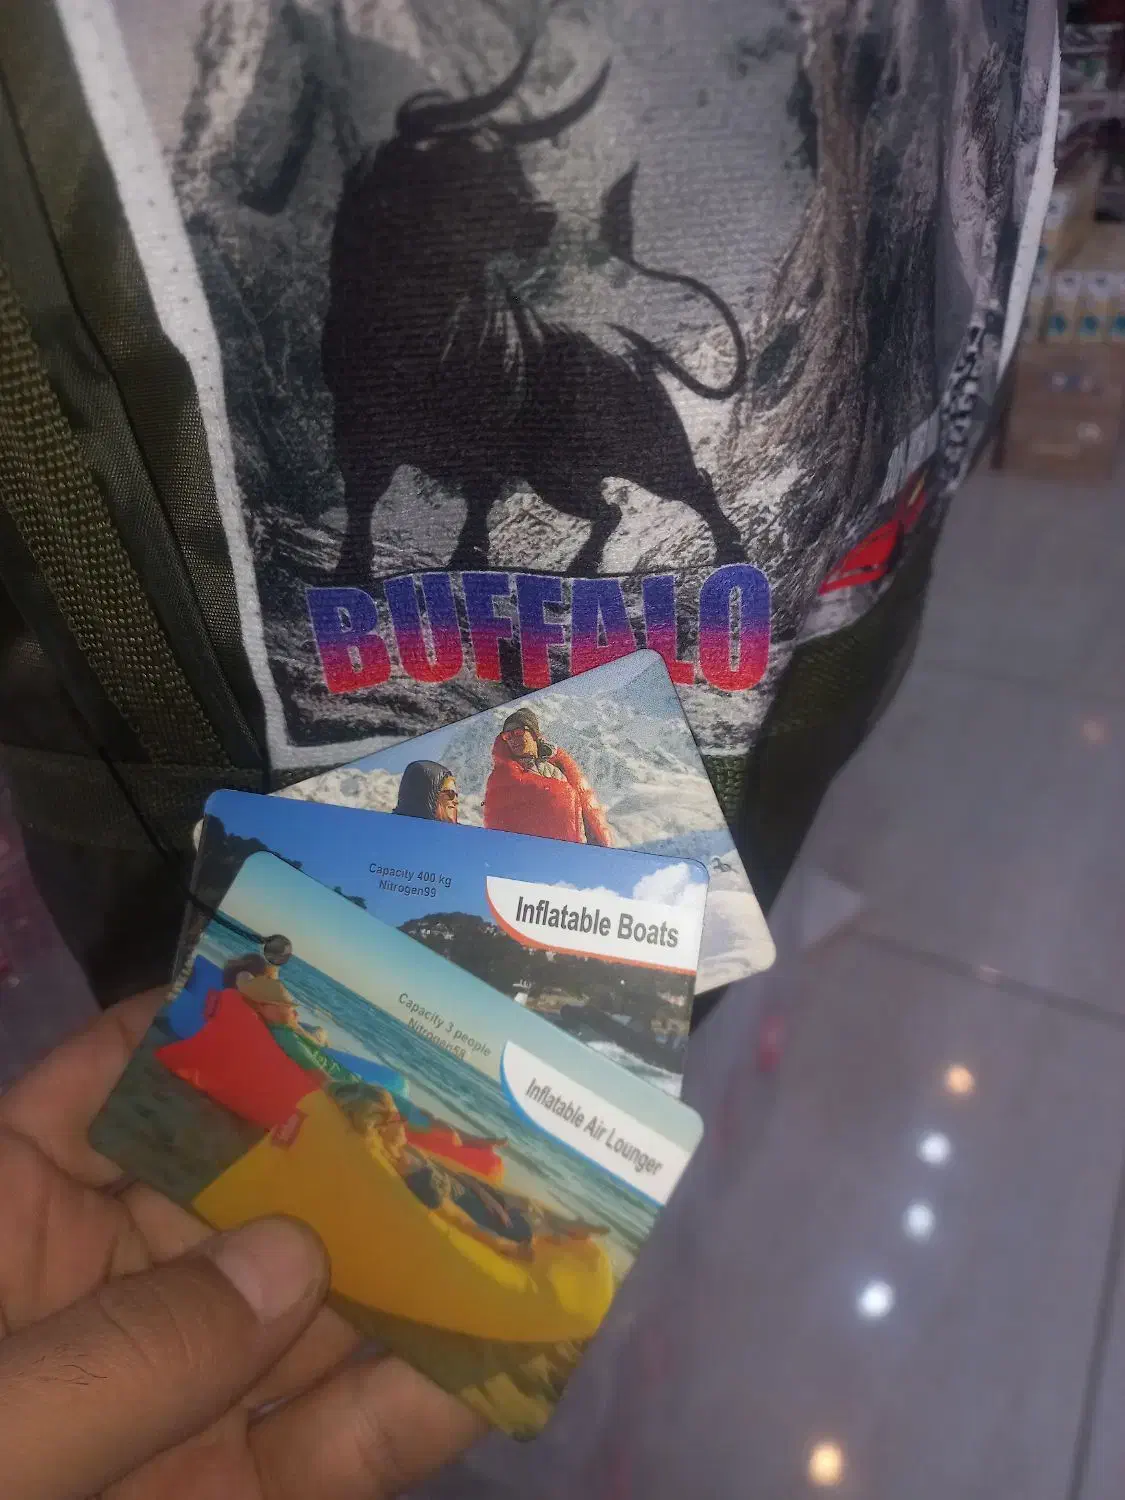 BUFFALO
Capacity 400 kg
Nitrogen99
Inflatable Boats
Capacity 3 people
Nitrogen58
Inflatable Air Lounger